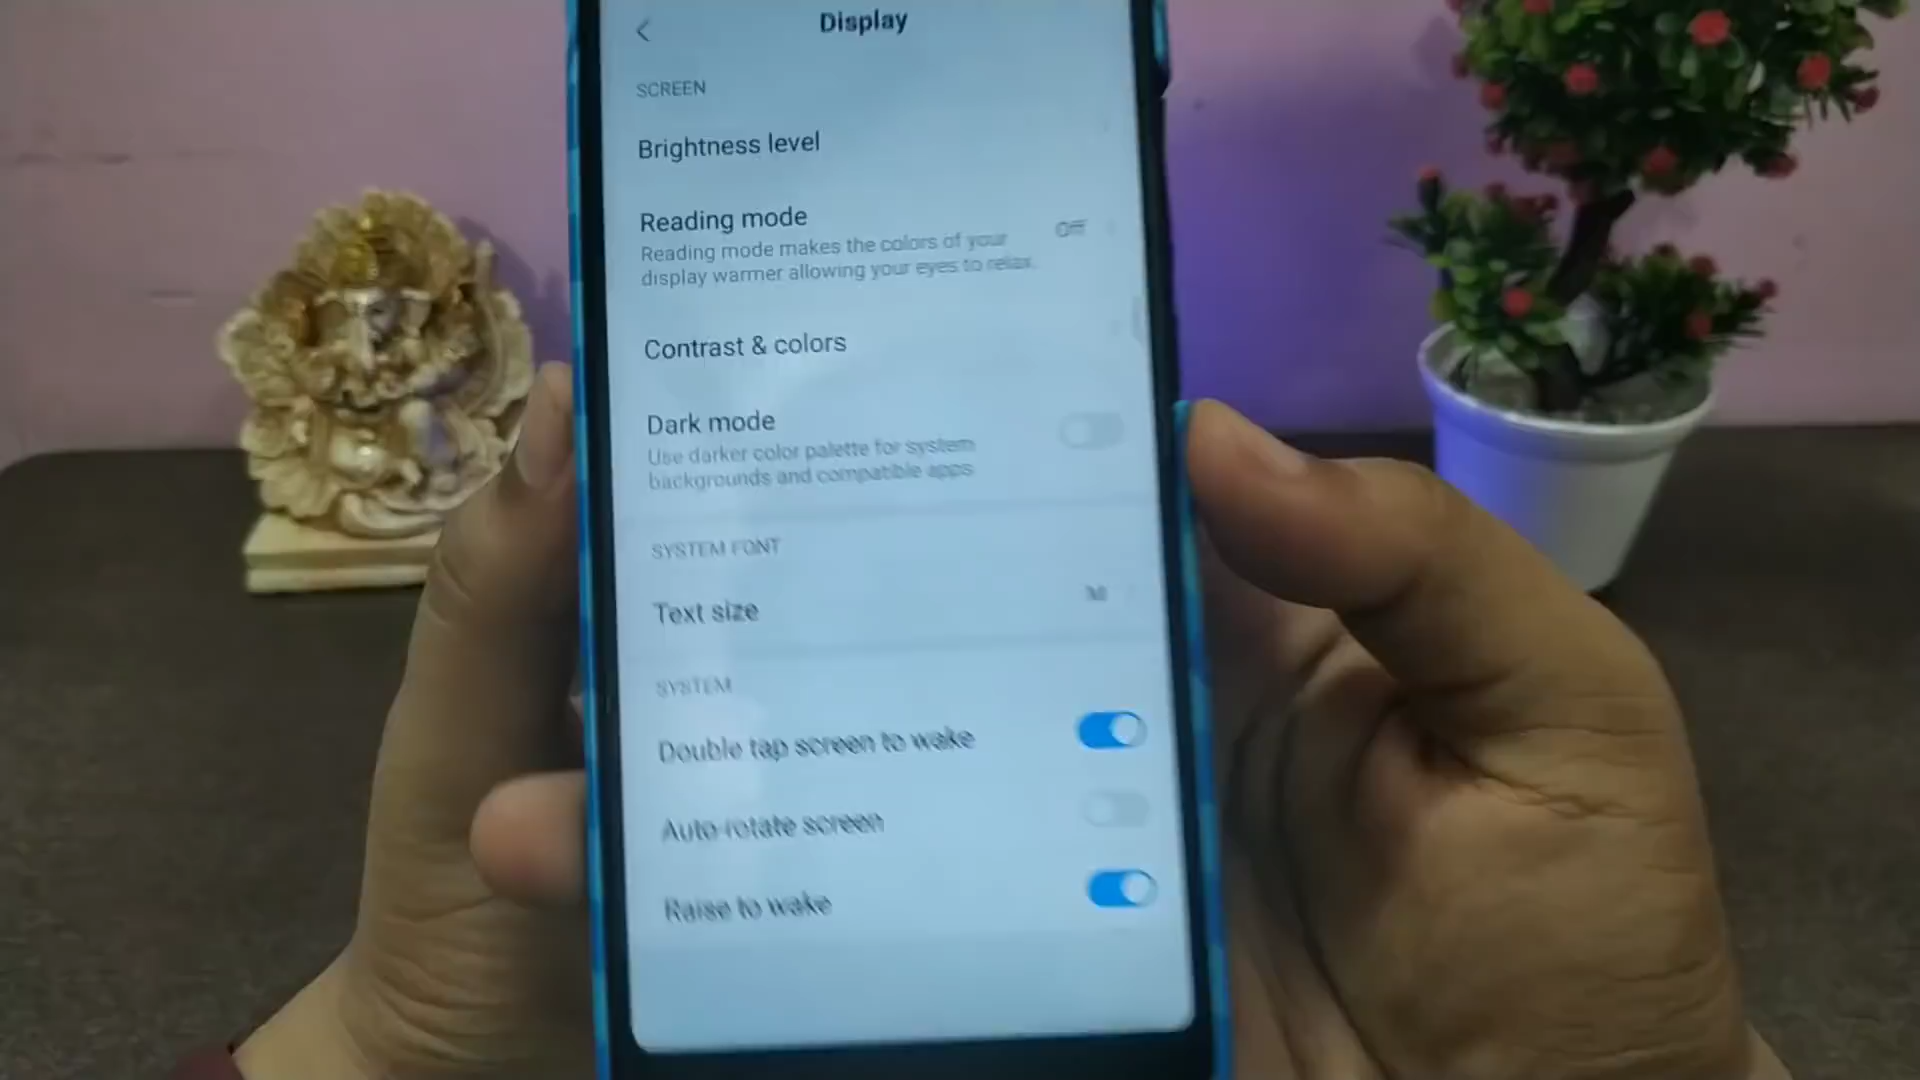 Display
SCREEN
Brightness level
Reading mode
Off
Reading mode makes the colors of your
display warmer allowing your eyes to relax.
Contrast & colors
Dark mode
Use darker color palette for system
backgrounds and compatible apps
SYSTEM FONT
Text size
M
SYSTEM
Double tap screen to wake
Auto-rotate screen
Raise to wake